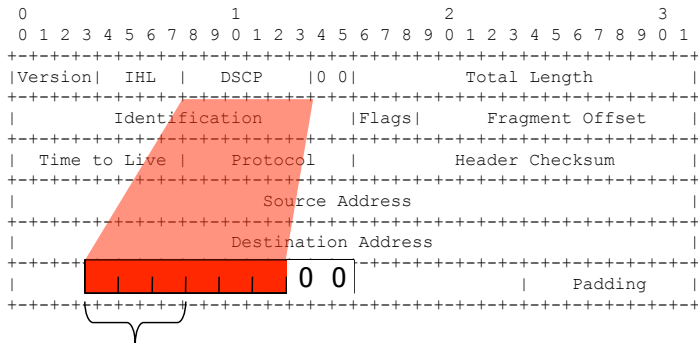 0 1 2 3
0 1 2 3 4 5 6 7 8 9 0 1 2 3 4 5 6 7 8 9 0 1 2 3 4 5 6 7 8 9 0 1
+-+-+-+-+-+-+-+-+-+-+-+-+-+-+-+-+-+-+-+-+-+-+-+-+-+-+-+-+-+-+-+-+
|Version| IHL | DSCP |0 0| Total Length |
+-+-+-+-+-+-+-+-+-+-+-+-+-+-+-+-+-+-+-+-+-+-+-+-+-+-+-+-+-+-+-+-+
| Identification |Flags| Fragment Offset |
+-+-+-+-+-+-+-+-+-+-+-+-+-+-+-+-+-+-+-+-+-+-+-+-+-+-+-+-+-+-+-+-+
| Time to Live | Protocol | Header Checksum |
+-+-+-+-+-+-+-+-+-+-+-+-+-+-+-+-+-+-+-+-+-+-+-+-+-+-+-+-+-+-+-+-+
| Source Address |
+-+-+-+-+-+-+-+-+-+-+-+-+-+-+-+-+-+-+-+-+-+-+-+-+-+-+-+-+-+-+-+-+
| Destination Address |
+-+-+-+-+-+-+-+-+-+-+-+-+-+-+-+-+-+-+-+-+-+-+-+-+-+-+-+-+-+-+-+-+
| 0 0 | Padding |
+-+-+-+-+-+-+-+-+-+-+-+-+-+-+-+-+-+-+-+-+-+-+-+-+-+-+-+-+-+-+-+-+